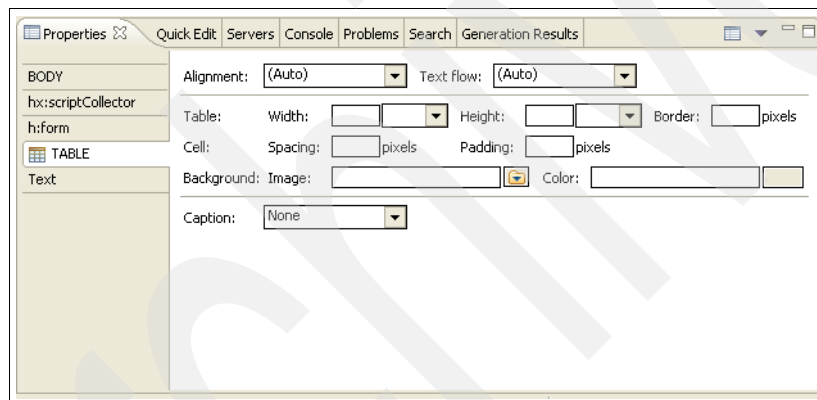 Properties Quick Edit Servers Console Problems Search Generation Results
BODY
hx:scriptCollector
h:form
TABLE
Text
Alignment: (Auto) Text flow: (Auto)
Table: Width: Height: Border: pixels
Cell: Spacing: pixels Padding: pixels
Background: Image: Color:
Caption: None